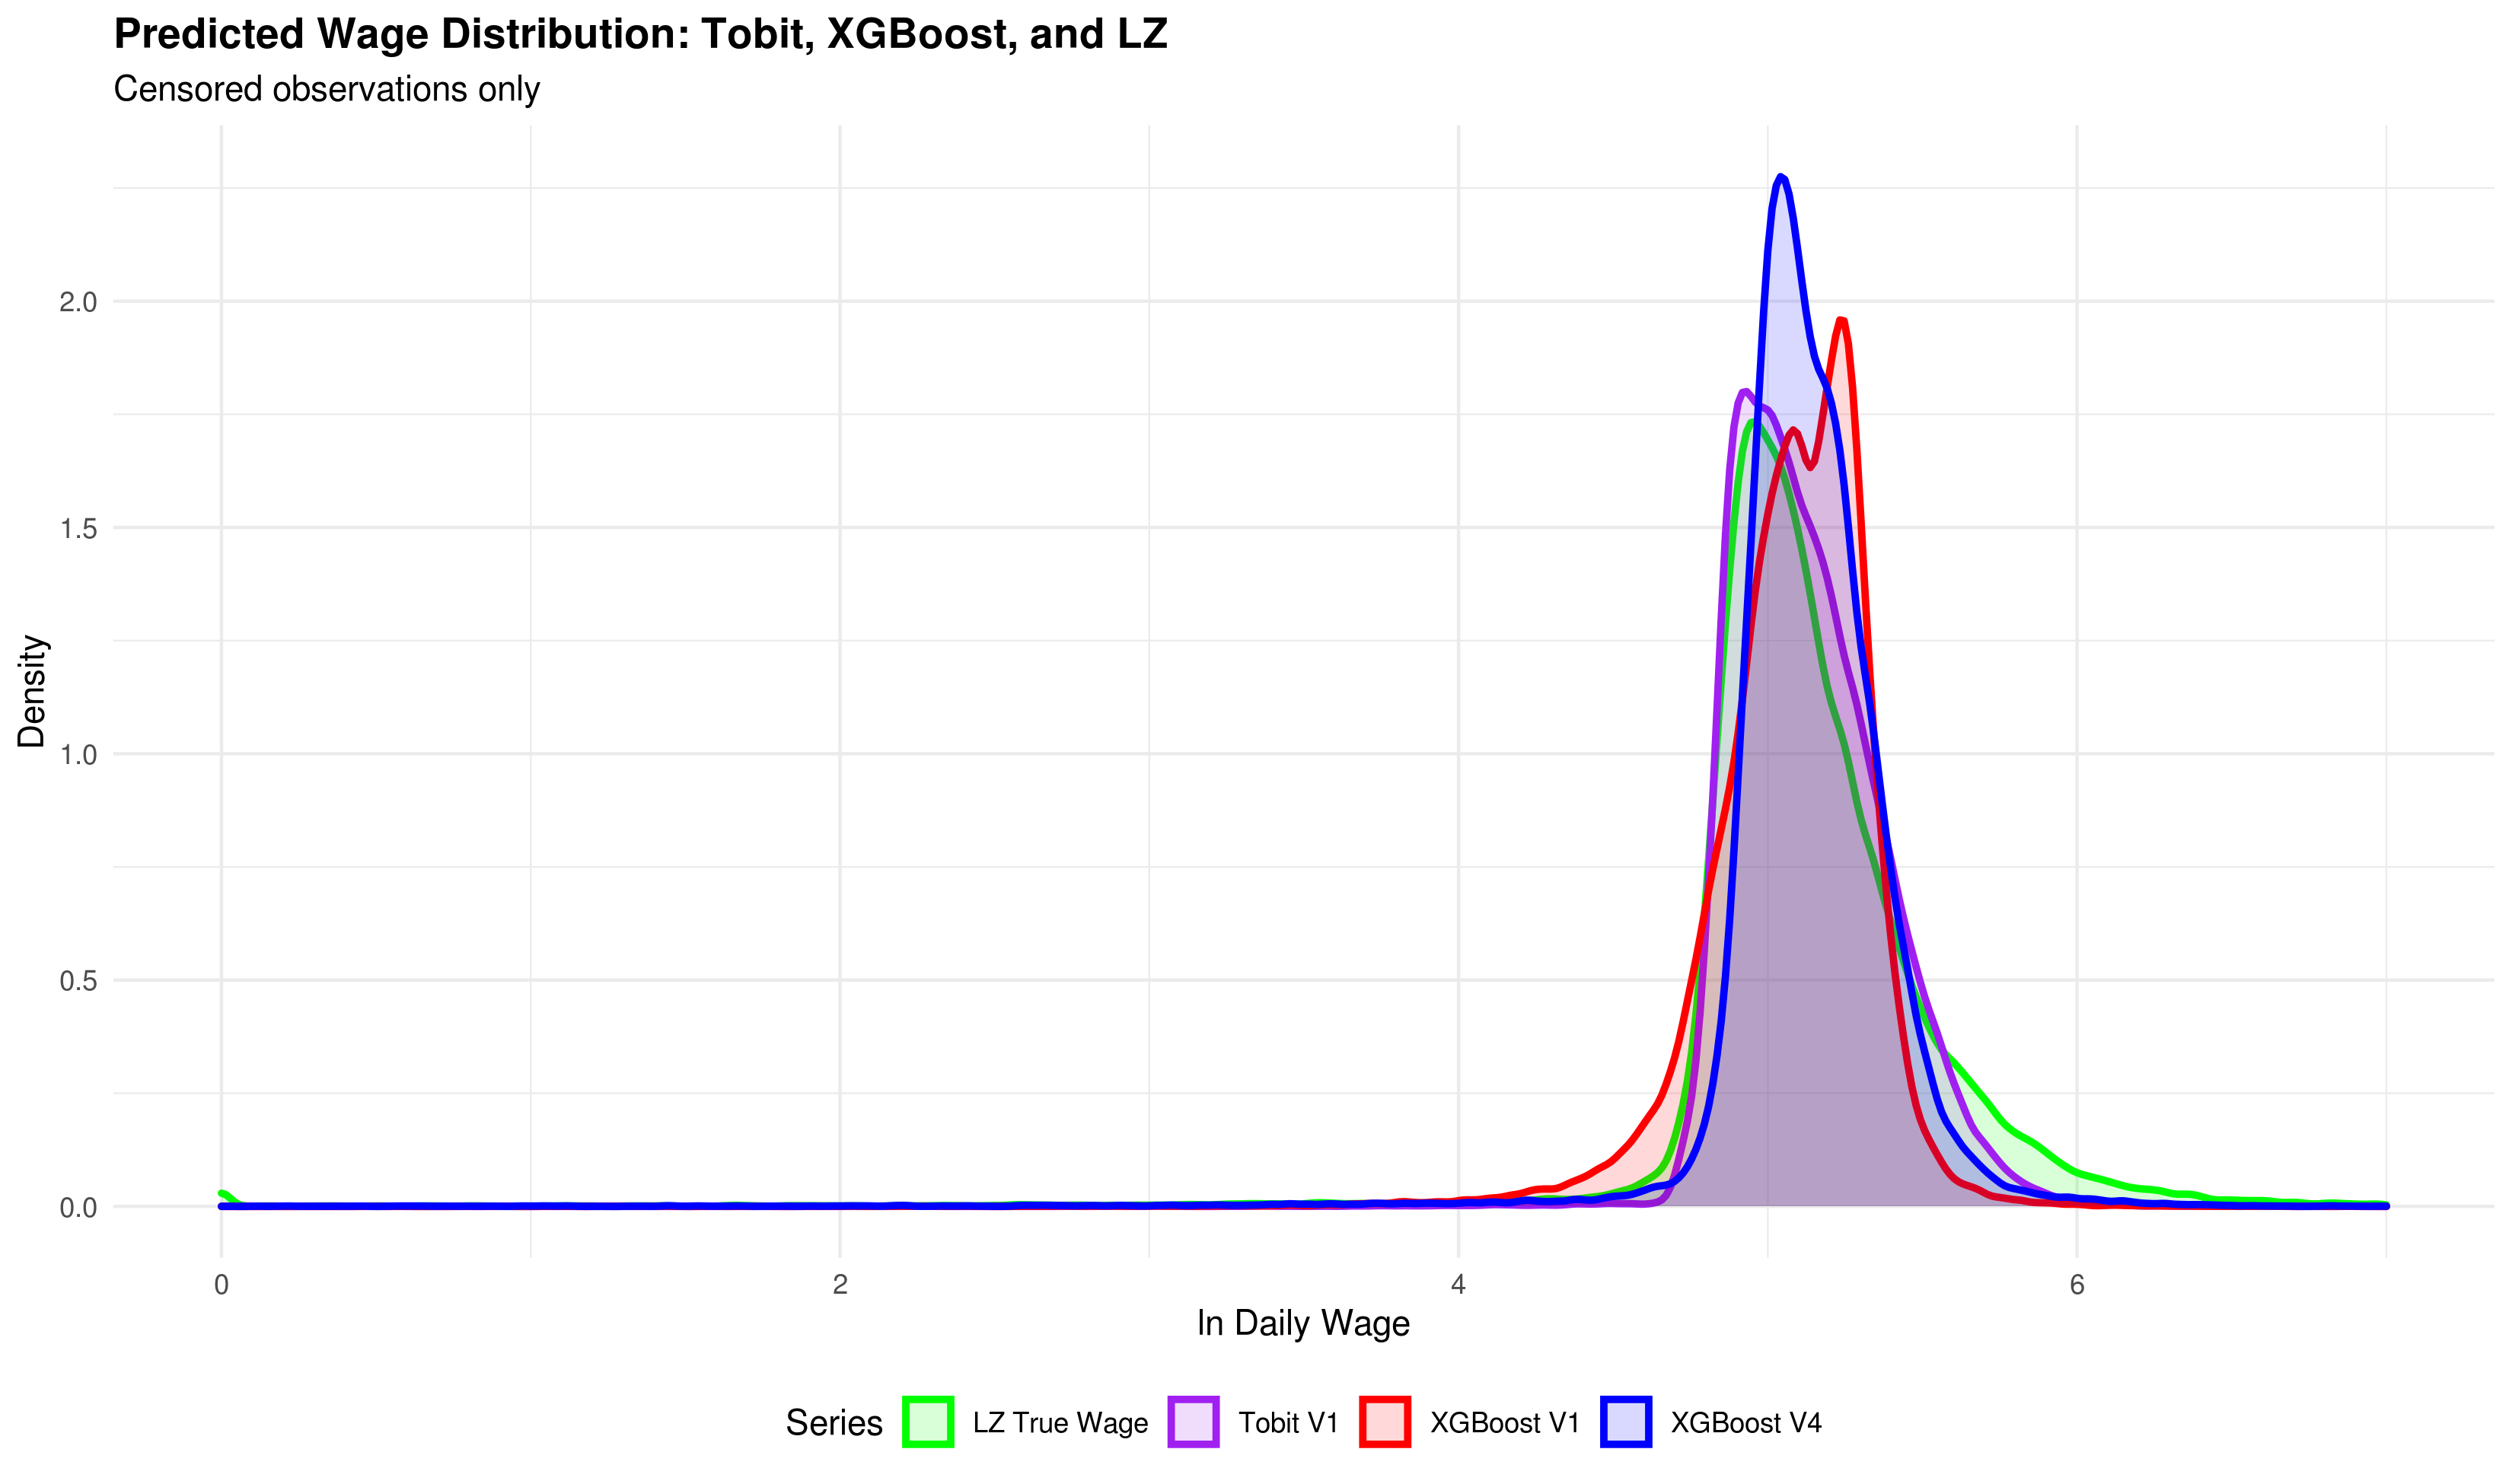 Predicted Wage Distribution: Tobit, XGBoost, and LZ
Censored observations only
Density
2.0
1.5
1.0
0.5
0.0
0 2 4 6
ln Daily Wage
Series LZ True Wage Tobit V1 XGBoost V1 XGBoost V4